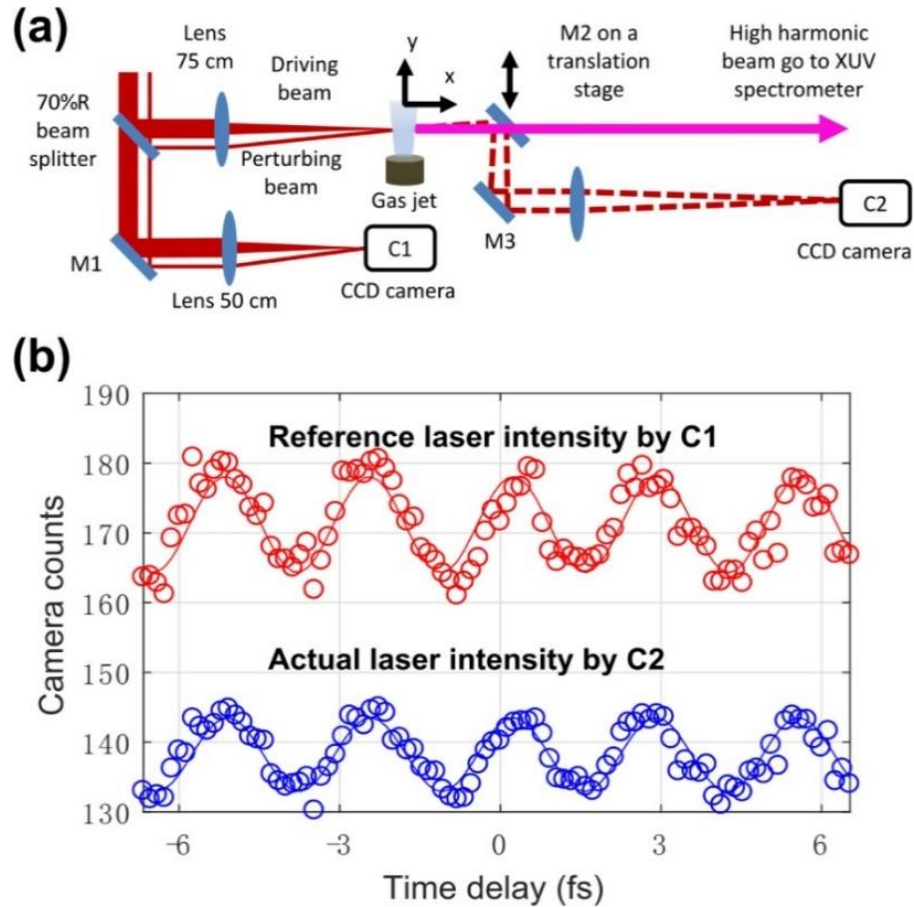 (a)
Lens
75 cm
Driving
beam
y
x
M2 on a
translation
stage
High harmonic
beam go to XUV
spectrometer
70%R
beam
splitter
Perturbing
beam
Gas jet
M3
C2
CCD camera
M1
C1
Lens 50 cm
CCD camera
(b)
190
180
170
160
150
140
130
Camera counts
Reference laser intensity by C1
Actual laser intensity by C2
-6
-3
0
3
6
Time delay (fs)